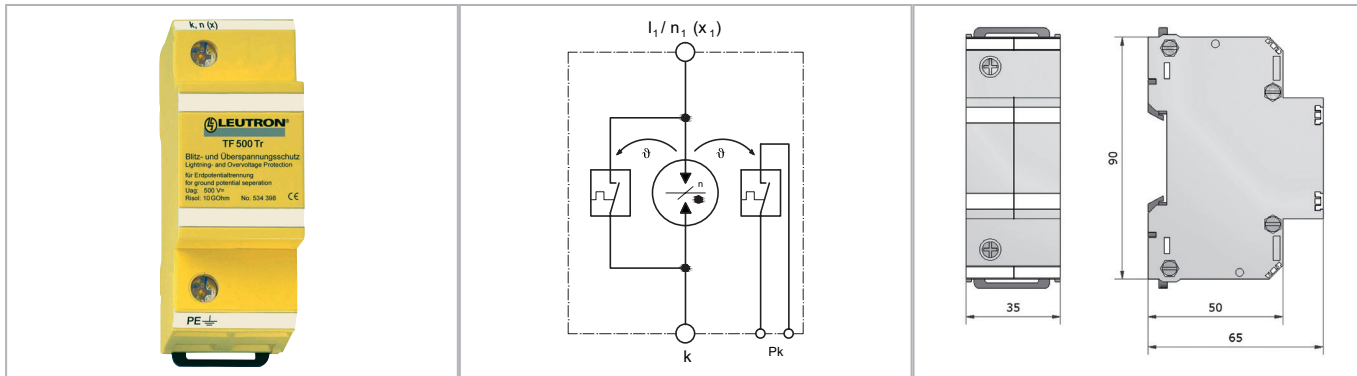 k, n (x)
LEUTRON®
TF 500 Tr
Blitz- und Überspannungsschutz
Lightning- and Overvoltage Protection
für Erdpotentialtrennung
for ground potential seperation
Uag: 500 V=
Risol: 10 GOhm No: 534 398 CE
PE
l₁ / n₁ (x₁)
ϑ ϑ
n
k
Pk
90
35
50
65